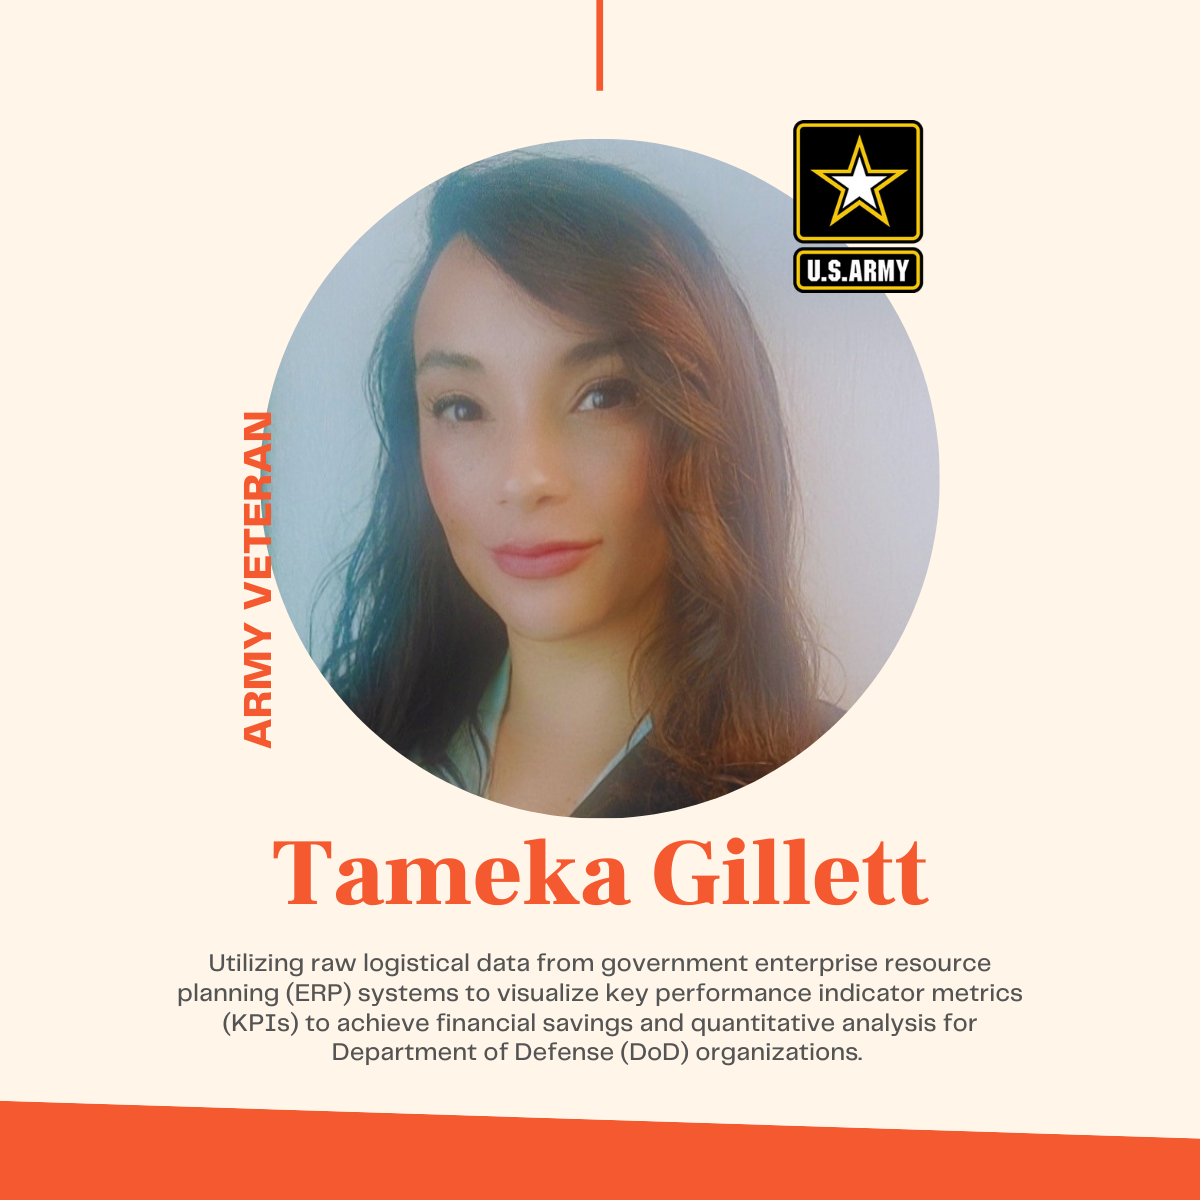 U.S.ARMY
ARMY VETERAN
Tameka Gillett
Utilizing raw logistical data from government enterprise resource
planning (ERP) systems to visualize key performance indicator metrics
(KPIs) to achieve financial savings and quantitative analysis for
Department of Defense (DoD) organizations.